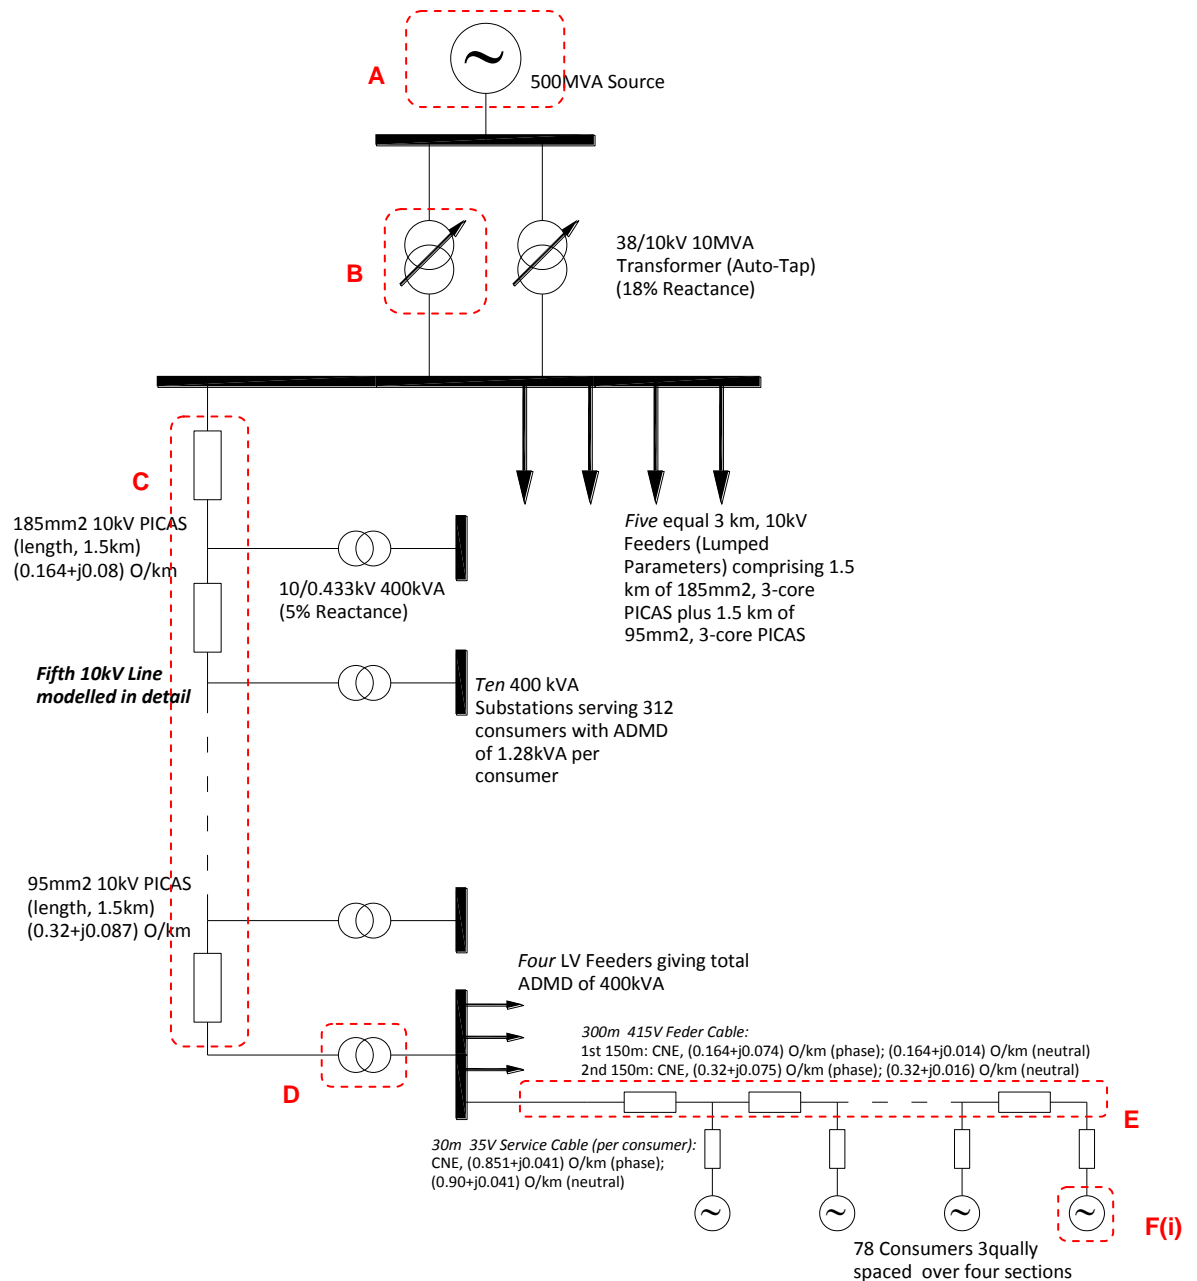 A
500MVA Source
B
38/10kV 10MVA
Transformer (Auto-Tap)
(18% Reactance)
C
185mm2 10kV PICAS
(length, 1.5km)
(0.164+j0.08) O/km
10/0.433kV 400kVA
(5% Reactance)
Five equal 3 km, 10kV
Feeders (Lumped
Parameters) comprising 1.5
km of 185mm2, 3-core
PICAS plus 1.5 km of
95mm2, 3-core PICAS
Fifth 10kV Line
modelled in detail
Ten 400 kVA
Substations serving 312
consumers with ADMD
of 1.28kVA per
consumer
95mm2 10kV PICAS
(length, 1.5km)
(0.32+j0.087) O/km
Four LV Feeders giving total
ADMD of 400kVA
300m 415V Feder Cable:
1st 150m: CNE, (0.164+j0.074) O/km (phase); (0.164+j0.014) O/km (neutral)
2nd 150m: CNE, (0.32+j0.075) O/km (phase); (0.32+j0.016) O/km (neutral)
D
E
30m 35V Service Cable (per consumer):
CNE, (0.851+j0.041) O/km (phase);
(0.90+j0.041) O/km (neutral)
F(i)
78 Consumers 3qually
spaced over four sections